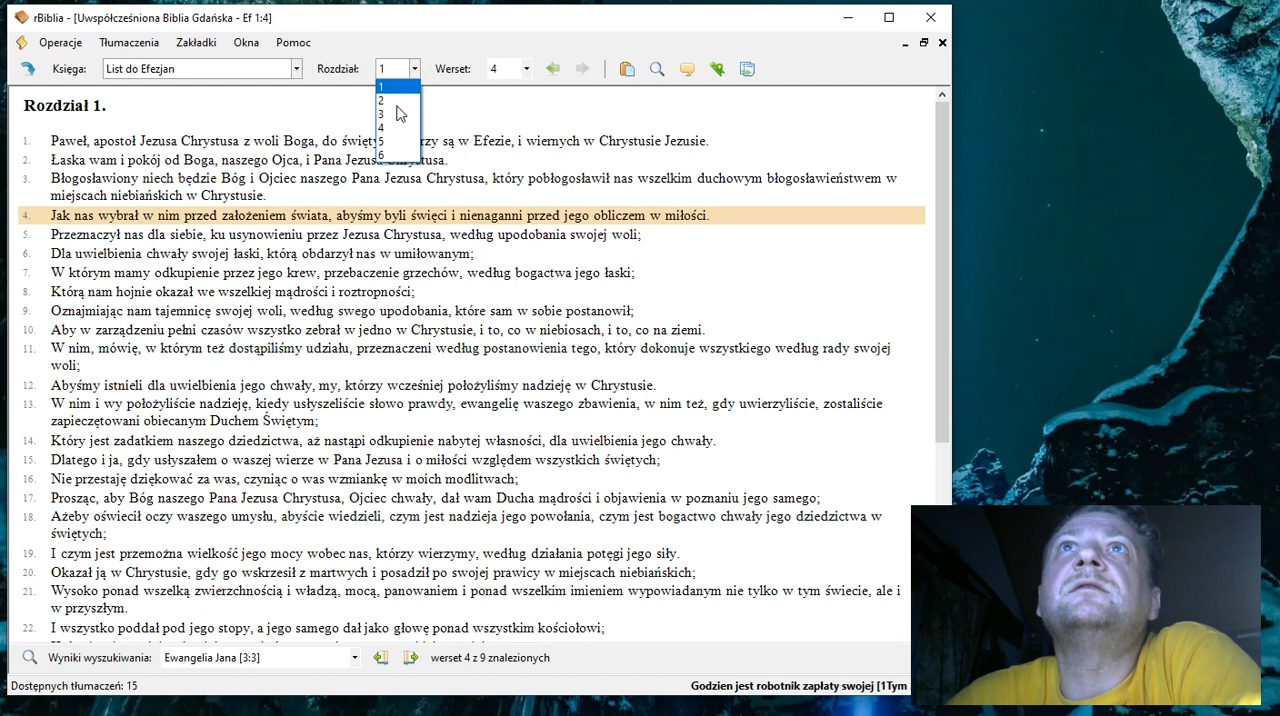 rBiblia - [Uwspółcześniona Biblia Gdańska - Ef 1:4]
Operacje Tłumaczenia Zakładki Okna Pomoc
Księga: List do Efezjan Rozdział: 1 Werset: 4
1
2
3
4
5
6
Rozdział 1.
1. Paweł, apostoł Jezusa Chrystusa z woli Boga, do święty rzy są w Efezie, i wiernych w Chrystusie Jezusie.
2. Łaska wam i pokój od Boga, naszego Ojca, i Pana Jezusa Chrystusa.
3. Błogosławiony niech będzie Bóg i Ojciec naszego Pana Jezusa Chrystusa, który pobłogosławił nas wszelkim duchowym błogosławieństwem w
miejscach niebiańskich w Chrystusie.
4. Jak nas wybrał w nim przed założeniem świata, abyśmy byli święci i nienaganni przed jego obliczem w miłości.
5. Przeznaczył nas dla siebie, ku usynowieniu przez Jezusa Chrystusa, według upodobania swojej woli;
6. Dla uwielbienia chwały swojej łaski, którą obdarzył nas w umiłowanym;
7. W którym mamy odkupienie przez jego krew, przebaczenie grzechów, według bogactwa jego łaski;
8. Którą nam hojnie okazał we wszelkiej mądrości i roztropności;
9. Oznajmiając nam tajemnicę swojej woli, według swego upodobania, które sam w sobie postanowił;
10. Aby w zarządzeniu pełni czasów wszystko zebrał w jedno w Chrystusie, i to, co w niebiosach, i to, co na ziemi.
11. W nim, mówię, w którym też dostąpiliśmy udziału, przeznaczeni według postanowienia tego, który dokonuje wszystkiego według rady swojej
woli;
12. Abyśmy istnieli dla uwielbienia jego chwały, my, którzy wcześniej położyliśmy nadzieję w Chrystusie.
13. W nim i wy położyliście nadzieję, kiedy usłyszeliście słowo prawdy, ewangelię waszego zbawienia, w nim też, gdy uwierzyliście, zostaliście
zapieczętowani obiecanym Duchem Świętym;
14. Który jest zadatkiem naszego dziedzictwa, aż nastąpi odkupienie nabytej własności, dla uwielbienia jego chwały.
15. Dlatego i ja, gdy usłyszałem o waszej wierze w Pana Jezusa i o miłości względem wszystkich świętych;
16. Nie przestaję dziękować za was, czyniąc o was wzmiankę w moich modlitwach;
17. Prosząc, aby Bóg naszego Pana Jezusa Chrystusa, Ojciec chwały, dał wam Ducha mądrości i objawienia w poznaniu jego samego;
18. Ażeby oświecił oczy waszego umysłu, abyście wiedzieli, czym jest nadzieja jego powołania, czym jest bogactwo chwały jego dziedzictwa w
świętych;
19. I czym jest przemożna wielkość jego mocy wobec nas, którzy wierzymy, według działania potęgi jego siły.
20. Okazał ją w Chrystusie, gdy go wskrzesił z martwych i posadził po swojej prawicy w miejscach niebiańskich;
21. Wysoko ponad wszelką zwierzchnością i władzą, mocą, panowaniem i ponad wszelkim imieniem wypowiadanym nie tylko w tym świecie, ale i
w przyszłym.
22. I wszystko poddał pod jego stopy, a jego samego dał jako głowę ponad wszystkim kościołowi;
Wyniki wyszukiwania: Ewangelia Jana [3:3] werset 4 z 9 znalezionych
Dostępnych tłumaczeń: 15 Godzien jest robotnik zapłaty swojej [1Tym